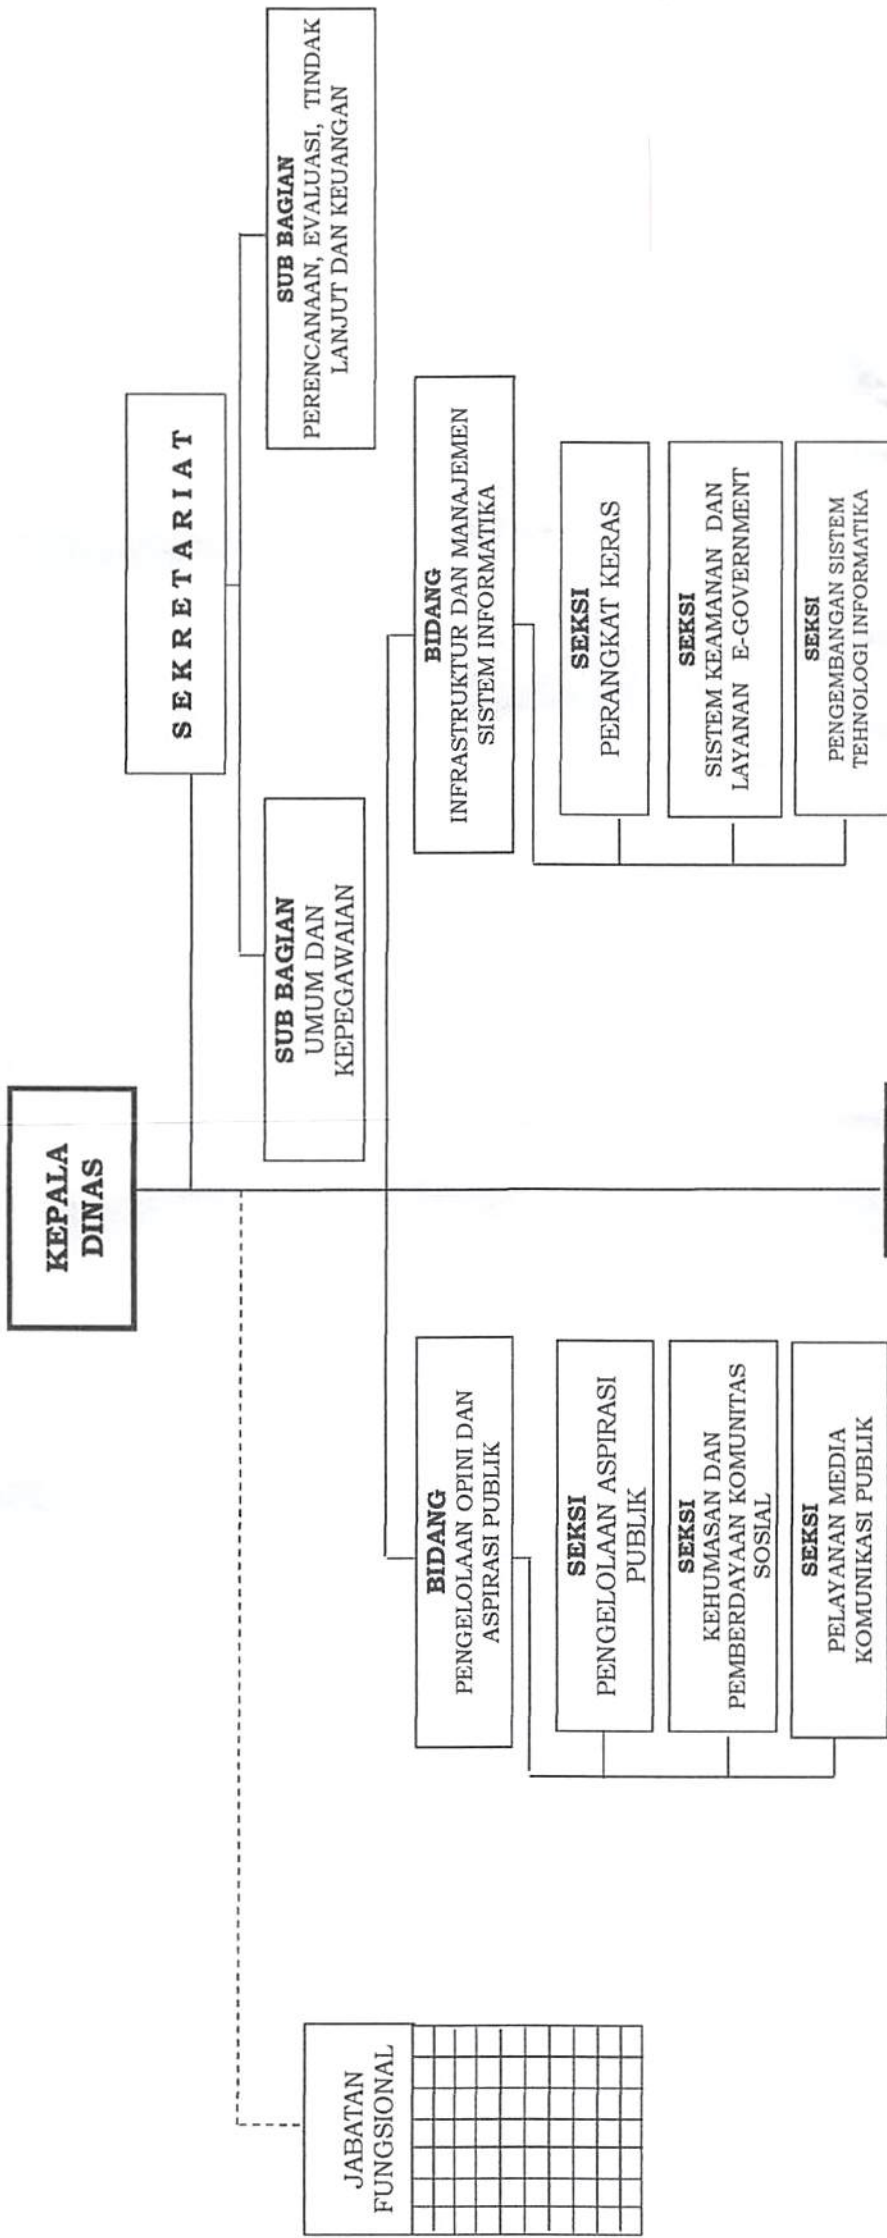 KEPALA
DINAS
SEKRETARIAT
SUB BAGIAN
UMUM DAN
KEPEGAWAIAN
SUB BAGIAN
PERENCANAAN, EVALUASI, TINDAK
LANJUT DAN KEUANGAN
JABATAN
FUNGSIONAL
BIDANG
PENGELOLAAN OPINI DAN
ASPIRASI PUBLIK
SEKSI
PENGELOLAAN ASPIRASI
PUBLIK
SEKSI
KEHUMASAN DAN
PEMBERDAYAAN KOMUNITAS
SOSIAL
SEKSI
PELAYANAN MEDIA
KOMUNIKASI PUBLIK
BIDANG
INFRASTRUKTUR DAN MANAJEMEN
SISTEM INFORMATIKA
SEKSI
PERANGKAT KERAS
SEKSI
SISTEM KEAMANAN DAN
LAYANAN E-GOVERNMENT
SEKSI
PENGEMBANGAN SISTEM
TEHNOLOGI INFORMATIKA